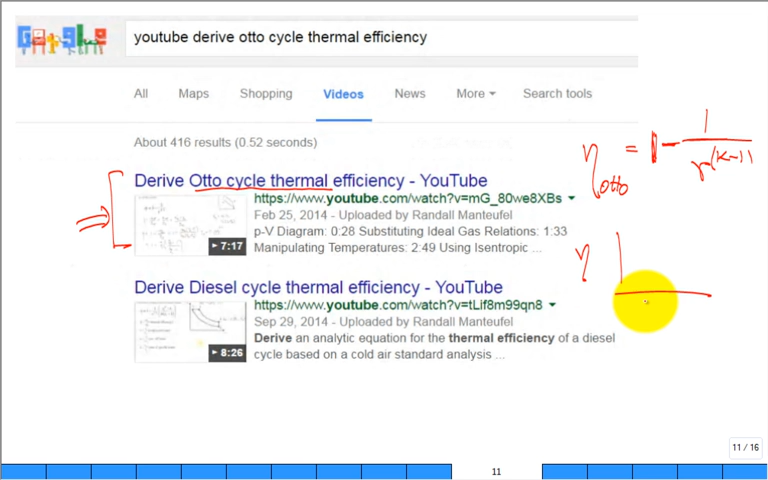 Google
youtube derive otto cycle thermal efficiency
All Maps Shopping Videos News More Search tools
About 416 results (0.52 seconds)
Derive Otto cycle thermal efficiency - YouTube
https://www.youtube.com/watch?v=mG_80we8XBs
Feb 25, 2014 - Uploaded by Randall Manteufel
p-V Diagram: 0:28 Substituting Ideal Gas Relations: 1:33
7:17
Manipulating Temperatures: 2:49 Using Isentropic ...
Derive Diesel cycle thermal efficiency - YouTube
https://www.youtube.com/watch?v=tLif8m99qn8
Sep 29, 2014 - Uploaded by Randall Manteufel
Derive an analytic equation for the thermal efficiency of a diesel
8:26
cycle based on a cold air standard analysis ...
η otto = 1 - 1 / r^(k-1)
η
11 / 16
11